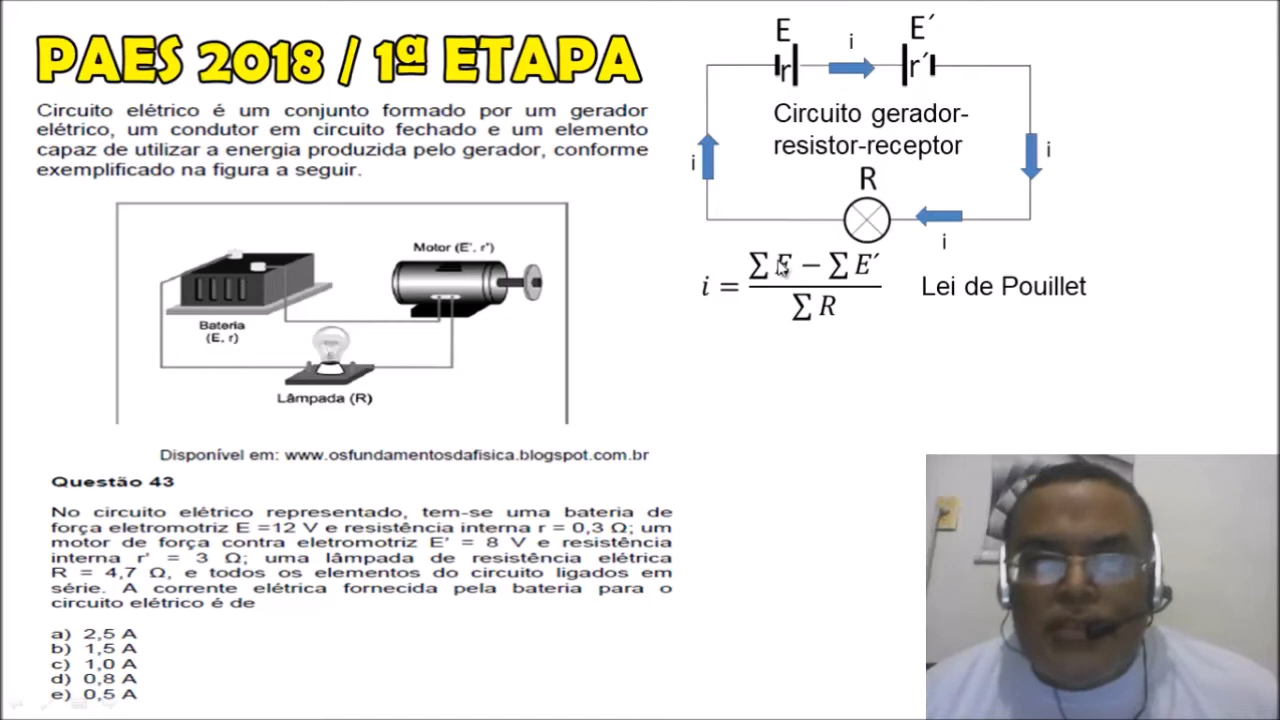 PAES 2018 / 1ª ETAPA
Circuito elétrico é um conjunto formado por um gerador
elétrico, um condutor em circuito fechado e um elemento
capaz de utilizar a energia produzida pelo gerador, conforme
exemplificado na figura a seguir.
Motor (E', r')
Bateria
(E, r)
Lâmpada (R)
Disponível em: www.osfundamentosdafisica.blogspot.com.br
Questão 43
No circuito elétrico representado, tem-se uma bateria de
força eletromotriz E =12 V e resistência interna r = 0,3 Ω; um
motor de força contra eletromotriz E' = 8 V e resistência
interna r' = 3 Ω; uma lâmpada de resistência elétrica
R = 4,7 Ω, e todos os elementos do circuito ligados em
série. A corrente elétrica fornecida pela bateria para o
circuito elétrico é de
a) 2,5 A
b) 1,5 A
c) 1,0 A
d) 0,8 A
e) 0,5 A
E
E´
i
r
r´
Circuito gerador-
resistor-receptor
i
i
R
i
i = (∑ E − ∑ E´) / ∑ R
Lei de Pouillet